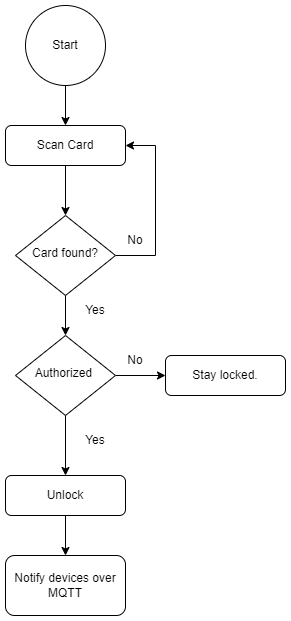 Start
Scan Card
Card found?
No
Yes
Authorized
No
Stay locked.
Yes
Unlock
Notify devices over
MQTT